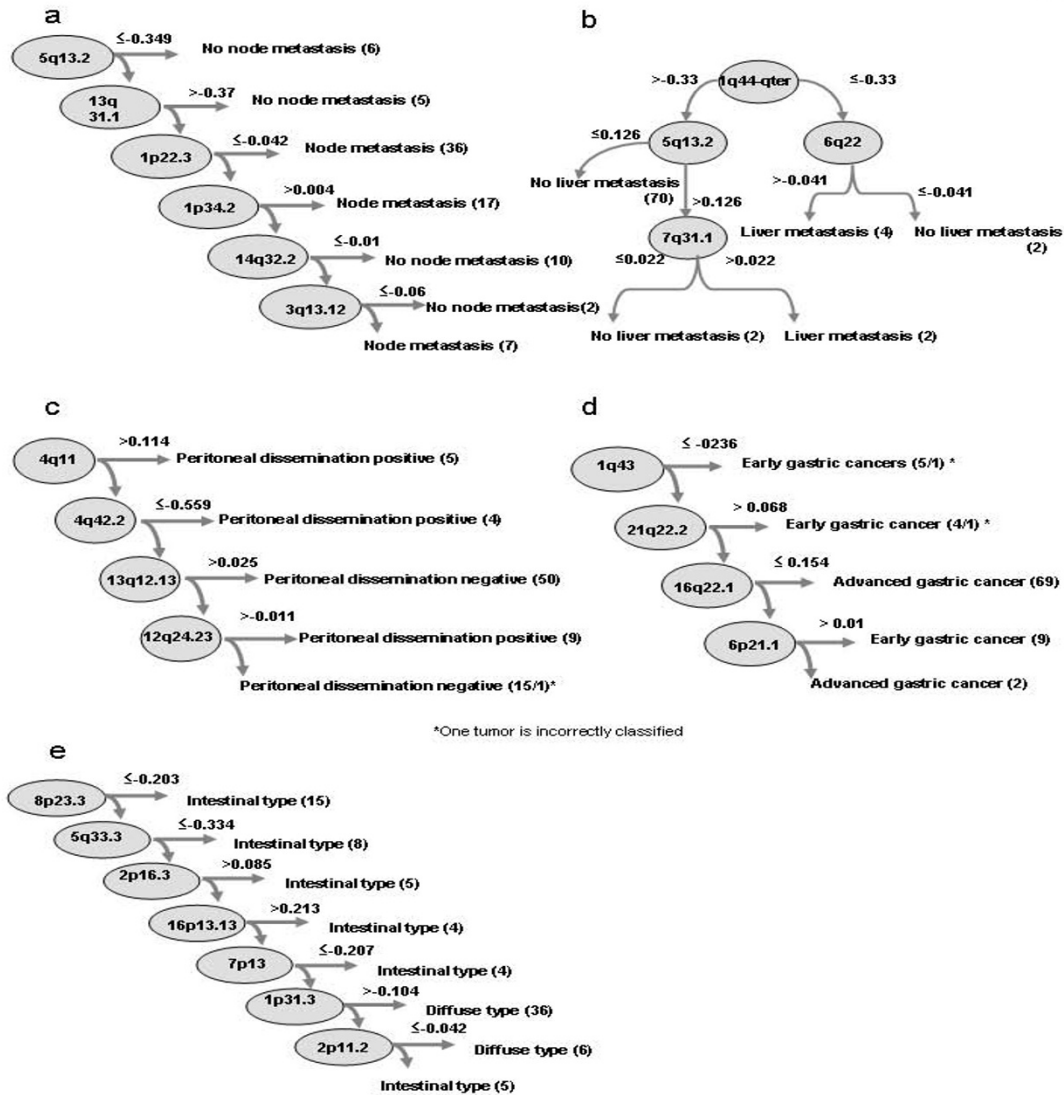 a
≤-0.349
5q13.2
No node metastasis (6)
>-0.37
13q
31.1
No node metastasis (5)
≤-0.042
1p22.3
Node metastasis (36)
>0.004
1p34.2
Node metastasis (17)
≤-0.01
14q32.2
No node metastasis (10)
≤-0.06
3q13.12
No node metastasis(2)
Node metastasis (7)
b
>-0.33
1q44-qter
≤-0.33
≤0.126
5q13.2
6q22
No liver metastasis
(70)
>0.126
>-0.041
≤-0.041
7q31.1
Liver metastasis (4)
No liver metastasis
(2)
≤0.022
>0.022
No liver metastasis (2)
Liver metastasis (2)
c
>0.114
4q11
Peritoneal dissemination positive (5)
≤-0.559
4q42.2
Peritoneal dissemination positive (4)
>0.025
13q12.13
Peritoneal dissemination negative (50)
>-0.011
12q24.23
Peritoneal dissemination positive (9)
Peritoneal dissemination negative (15/1)*
d
≤ -0236
1q43
Early gastric cancers (5/1) *
> 0.068
21q22.2
Early gastric cancer (4/1) *
≤ 0.154
16q22.1
Advanced gastric cancer (69)
> 0.01
6p21.1
Early gastric cancer (9)
Advanced gastric cancer (2)
*One tumor is incorrectly classified
e
≤-0.203
8p23.3
Intestinal type (15)
≤-0.334
5q33.3
Intestinal type (8)
>0.085
2p16.3
Intestinal type (5)
>0.213
16p13.13
Intestinal type (4)
≤-0.207
7p13
Intestinal type (4)
>-0.104
1p31.3
Diffuse type (36)
≤-0.042
2p11.2
Diffuse type (6)
Intestinal type (5)